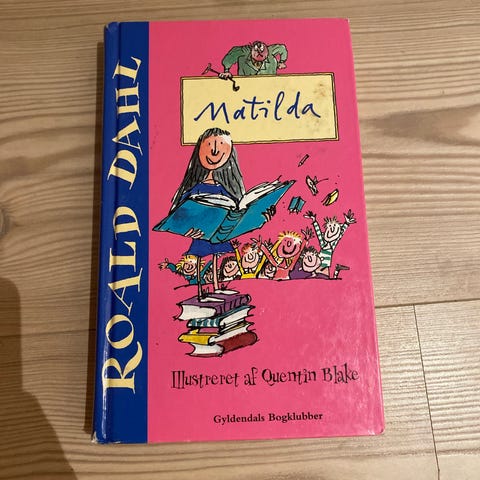 ROALD DAHL
Matilda
Illustreret af Quentin Blake
Gyldendals Bogklubber